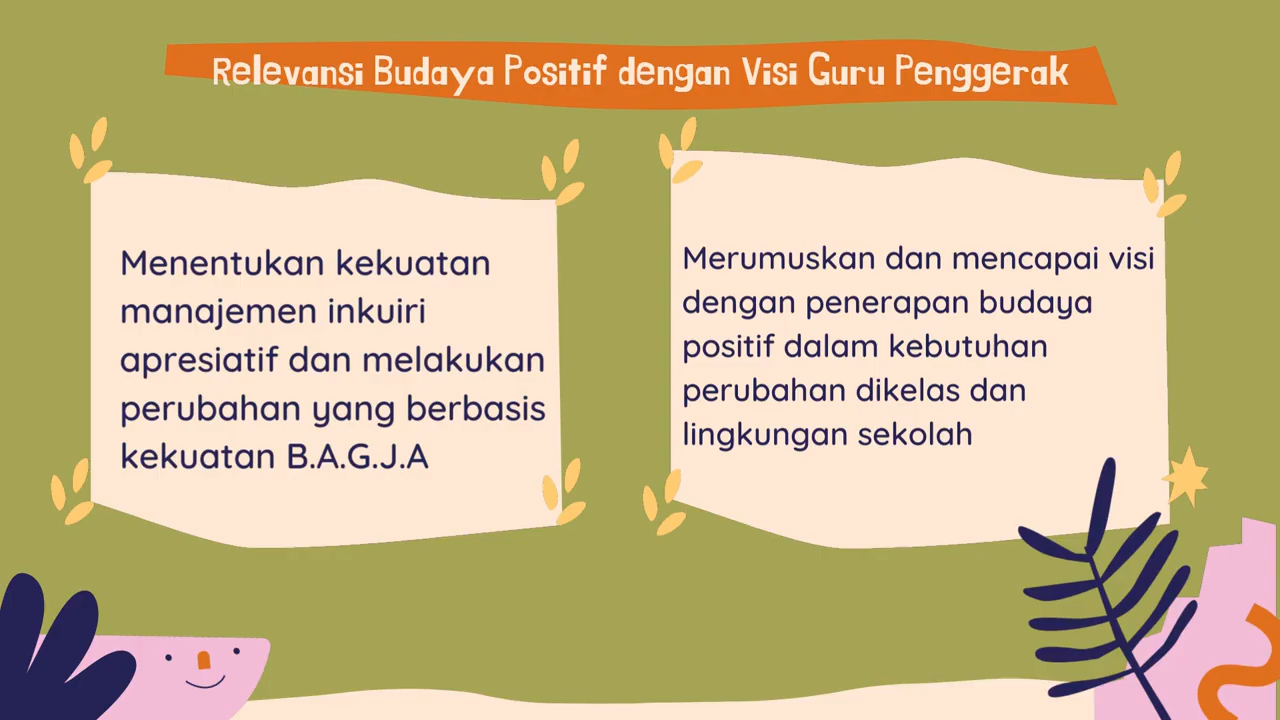 Relevansi Budaya Positif dengan Visi Guru Penggerak
Menentukan kekuatan
manajemen inkuiri
apresiatif dan melakukan
perubahan yang berbasis
kekuatan B.A.G.J.A
Merumuskan dan mencapai visi
dengan penerapan budaya
positif dalam kebutuhan
perubahan dikelas dan
lingkungan sekolah